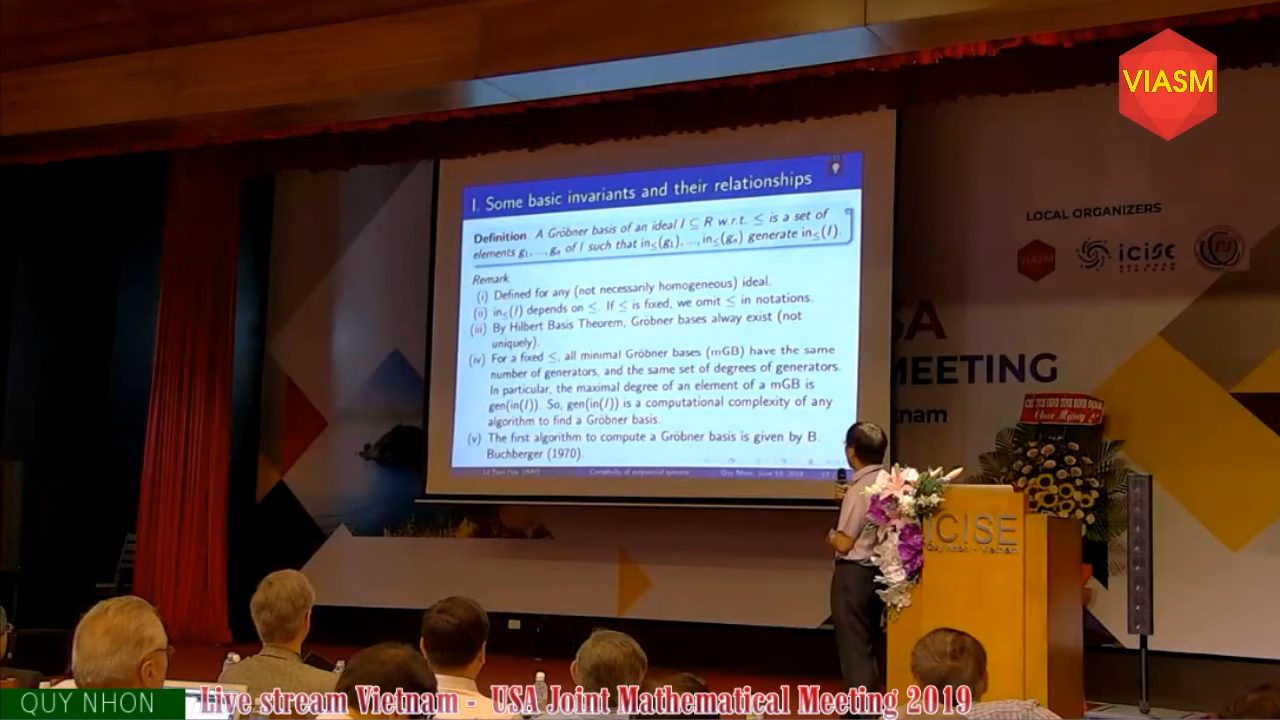 VIASM
I. Some basic invariants and their relationships
Definition. A Gröbner basis of an ideal I ⊆ R w.r.t. ≤ is a set of
elements g₁, ..., gₙ of I such that in≤(g₁), ..., in≤(gₙ) generate in≤(I).
Remark.
(i) Defined for any (not necessarily homogeneous) ideal.
(ii) in≤(I) depends on ≤. If ≤ is fixed, we omit ≤ in notations.
(iii) By Hilbert Basis Theorem, Gröbner bases alway exist (not
uniquely).
(iv) For a fixed ≤, all minimal Gröbner bases (mGB) have the same
number of generators, and the same set of degrees of generators.
In particular, the maximal degree of an element of a mGB is
gen(in(I)). So, gen(in(I)) is a computational complexity of any
algorithm to find a Gröbner basis.
(v) The first algorithm to compute a Gröbner basis is given by B.
Buchberger (1970).
Complexity of polynomial systems
Quy Nhon, June 10, 2019
LOCAL ORGANIZERS
VIASM
ICISE
SA
MEETING
nam
ICISE
Quy Nhon - Vietnam
QUY NHON
Live stream Vietnam - USA Joint Mathematical Meeting 2019